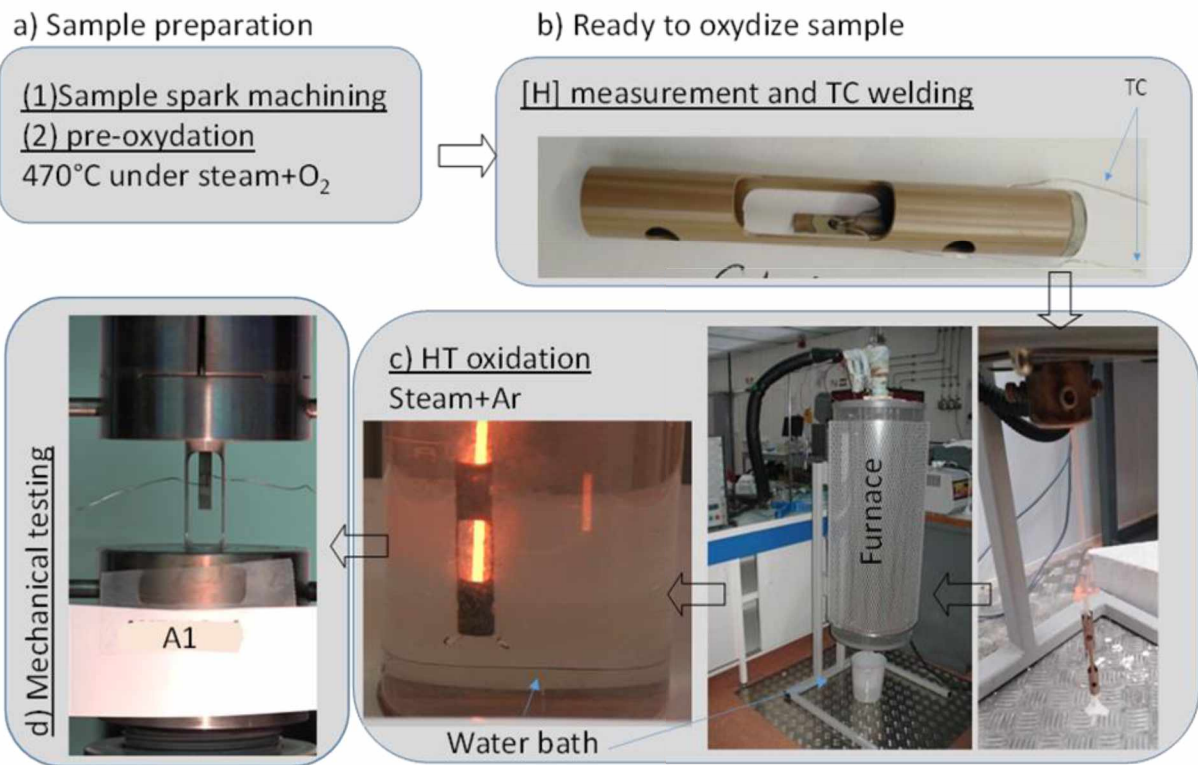 a) Sample preparation
(1)Sample spark machining
(2) pre-oxydation
470°C under steam+O₂
b) Ready to oxydize sample
[H] measurement and TC welding
TC
c) HT oxidation
Steam+Ar
Furnace
Water bath
d) Mechanical testing
A1